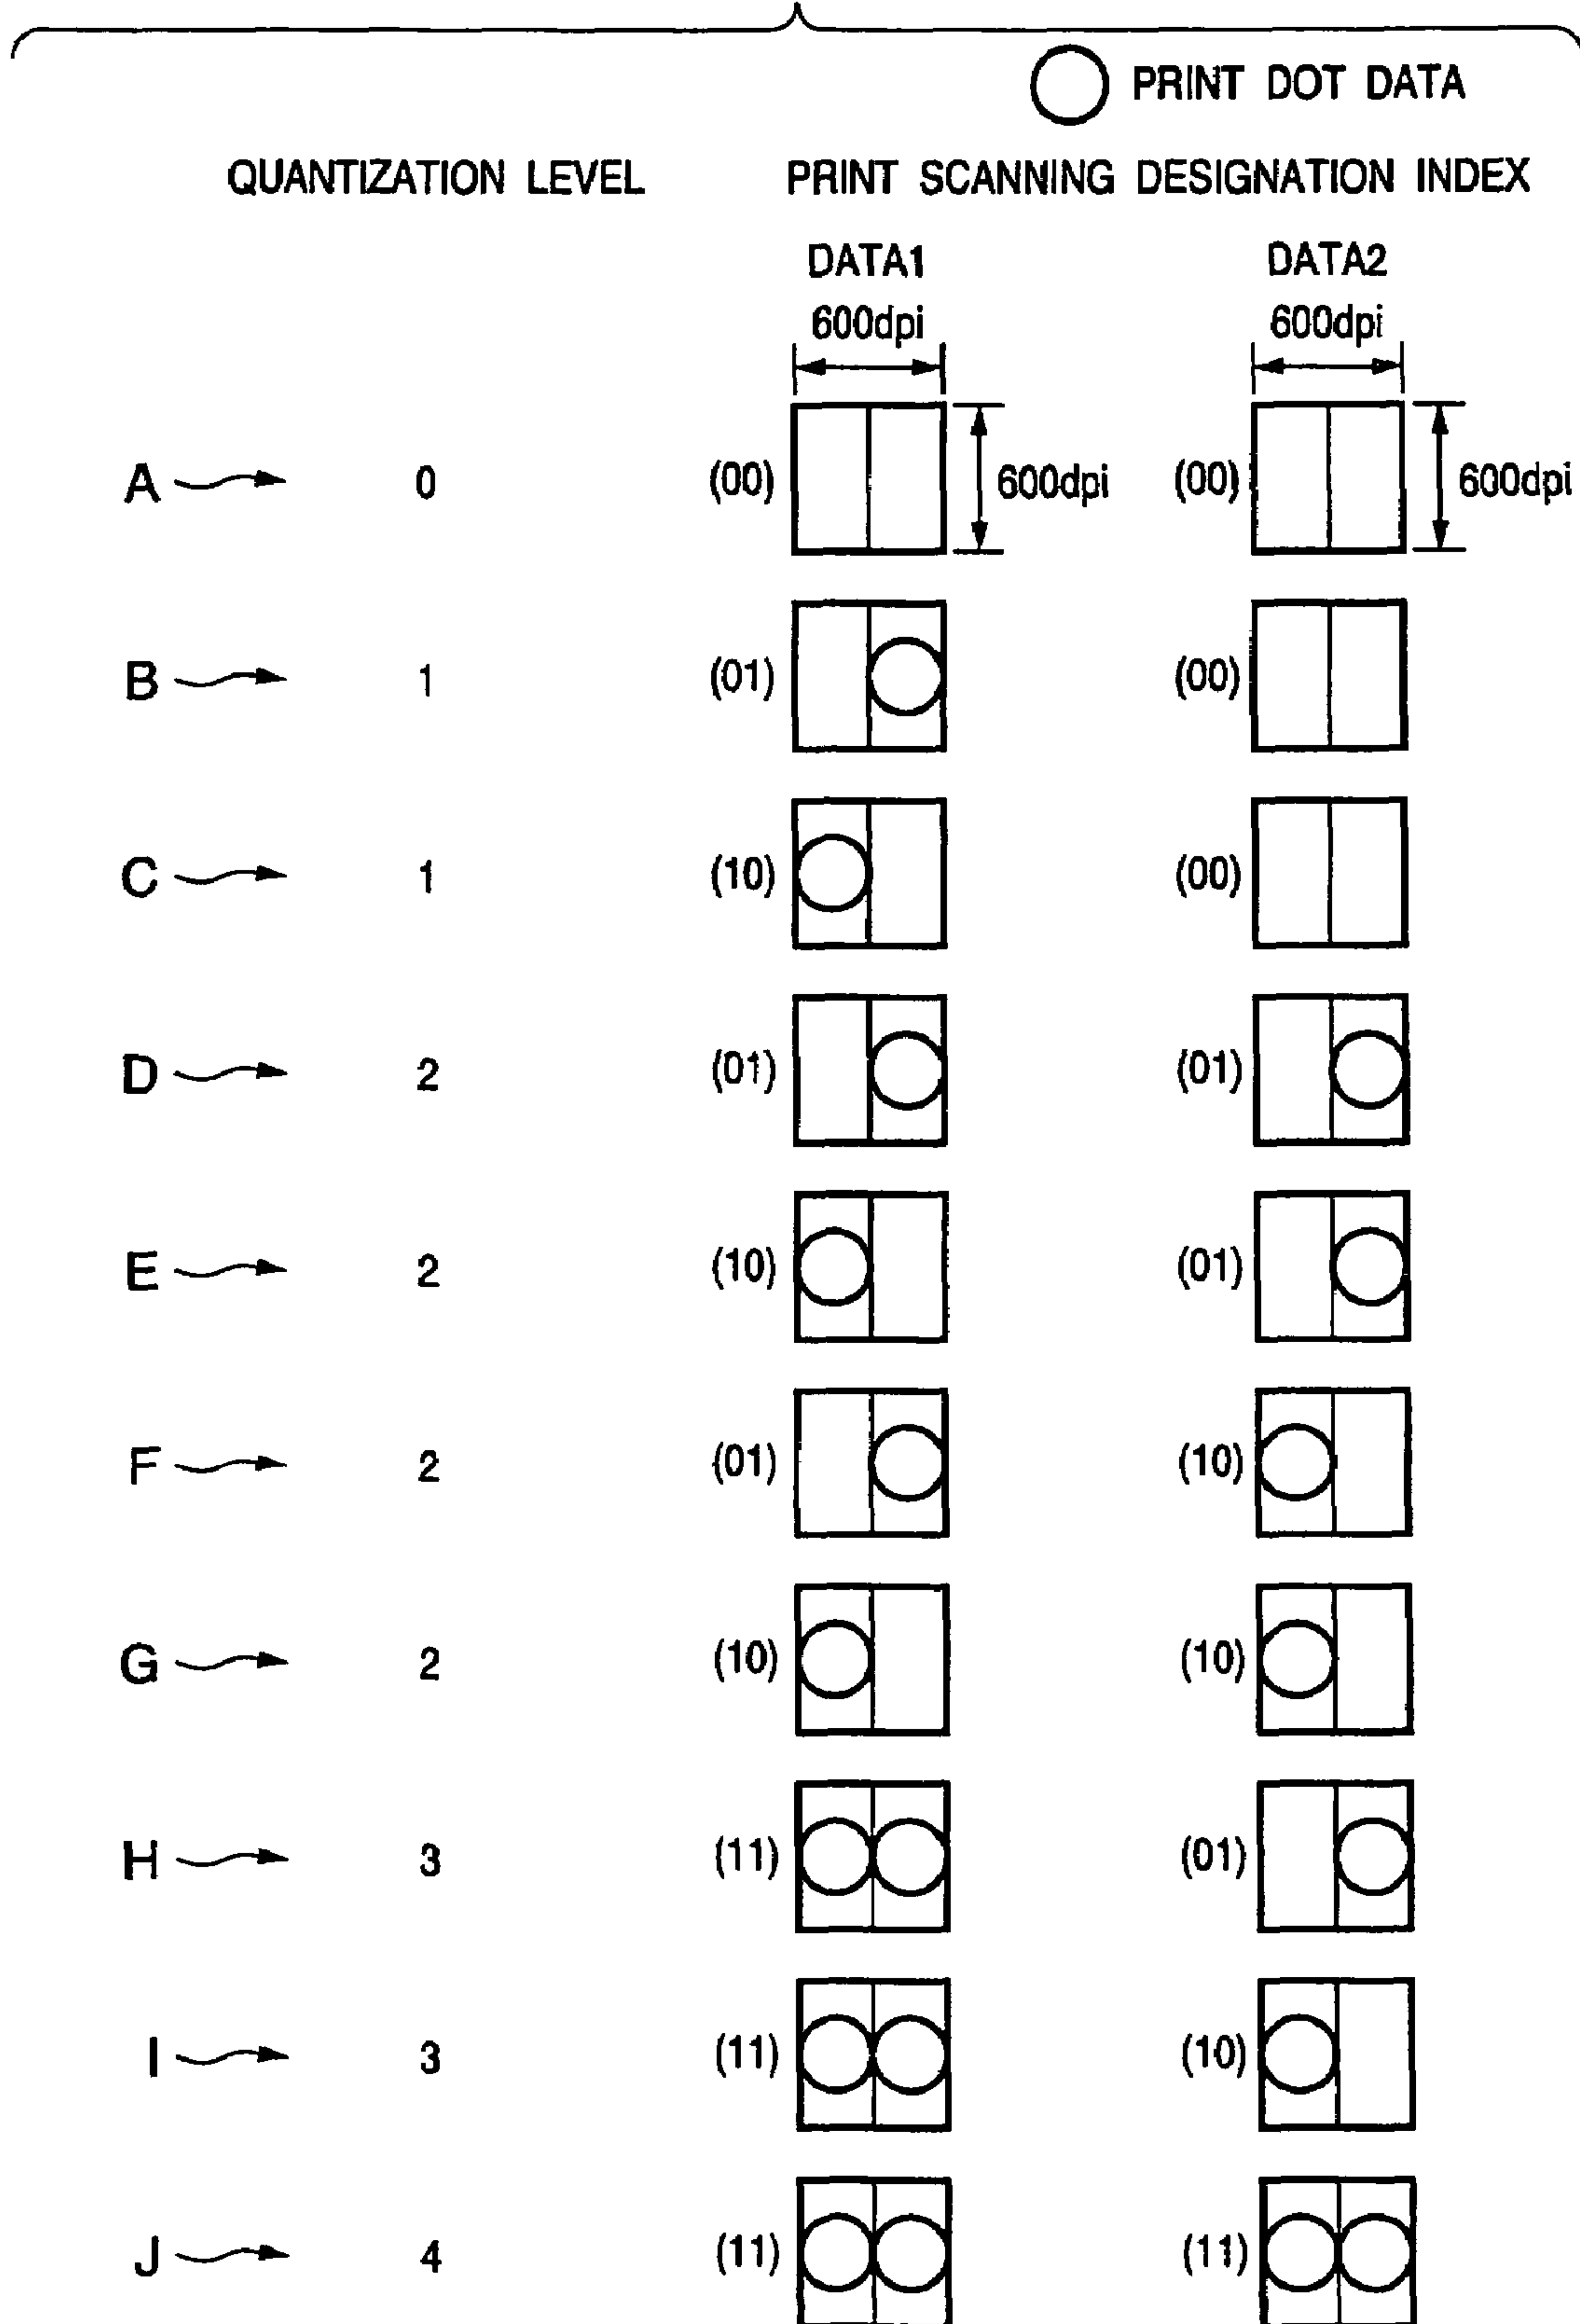 PRINT DOT DATA
QUANTIZATION LEVEL PRINT SCANNING DESIGNATION INDEX
DATA1 DATA2
600dpi 600dpi
A 0 (00) 600dpi (00) 600dpi
B 1 (01) (00)
C 1 (10) (00)
D 2 (01) (01)
E 2 (10) (01)
F 2 (01) (10)
G 2 (10) (10)
H 3 (11) (01)
I 3 (11) (10)
J 4 (11) (11)